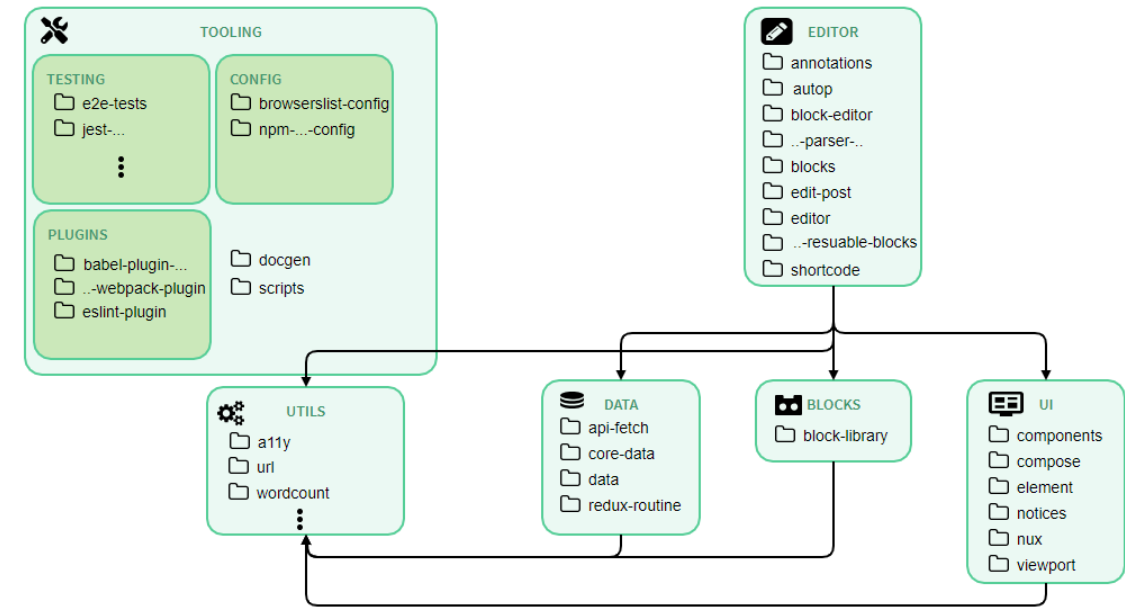 TOOLING
TESTING
e2e-tests
jest-...
CONFIG
browserslist-config
npm-...-config
PLUGINS
babel-plugin-...
..-webpack-plugin
eslint-plugin
docgen
scripts
EDITOR
annotations
autop
block-editor
..-parser-..
blocks
edit-post
editor
..-resuable-blocks
shortcode
UTILS
a11y
url
wordcount
DATA
api-fetch
core-data
data
redux-routine
BLOCKS
block-library
UI
components
compose
element
notices
nux
viewport